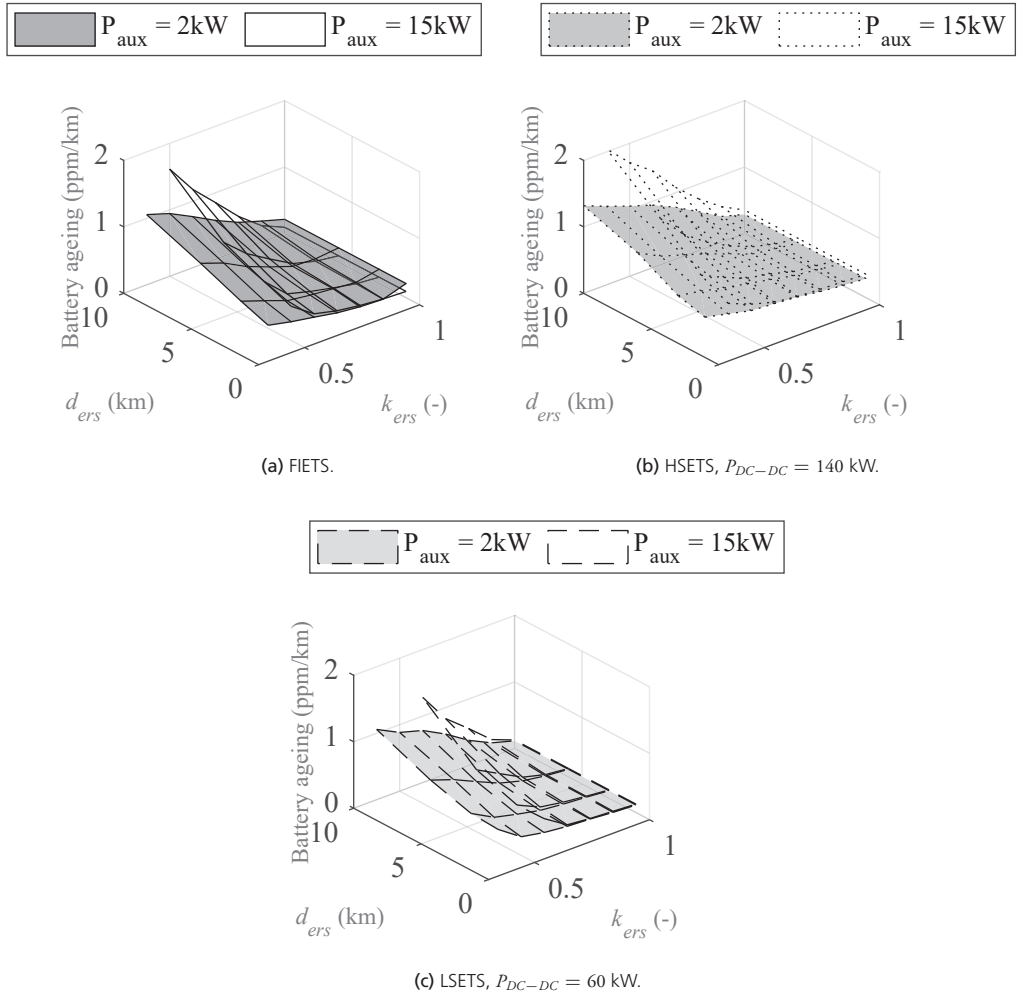 P_aux = 2kW P_aux = 15kW
P_aux = 2kW P_aux = 15kW
Battery ageing (ppm/km)
2
1
0
10
5
0
0.5
1
d_ers (km)
k_ers (-)
(a) FIETS.
Battery ageing (ppm/km)
2
1
0
10
5
0
0.5
1
d_ers (km)
k_ers (-)
(b) HSETS, P_DC−DC = 140 kW.
P_aux = 2kW P_aux = 15kW
Battery ageing (ppm/km)
2
1
0
10
5
0
0.5
1
d_ers (km)
k_ers (-)
(c) LSETS, P_DC−DC = 60 kW.